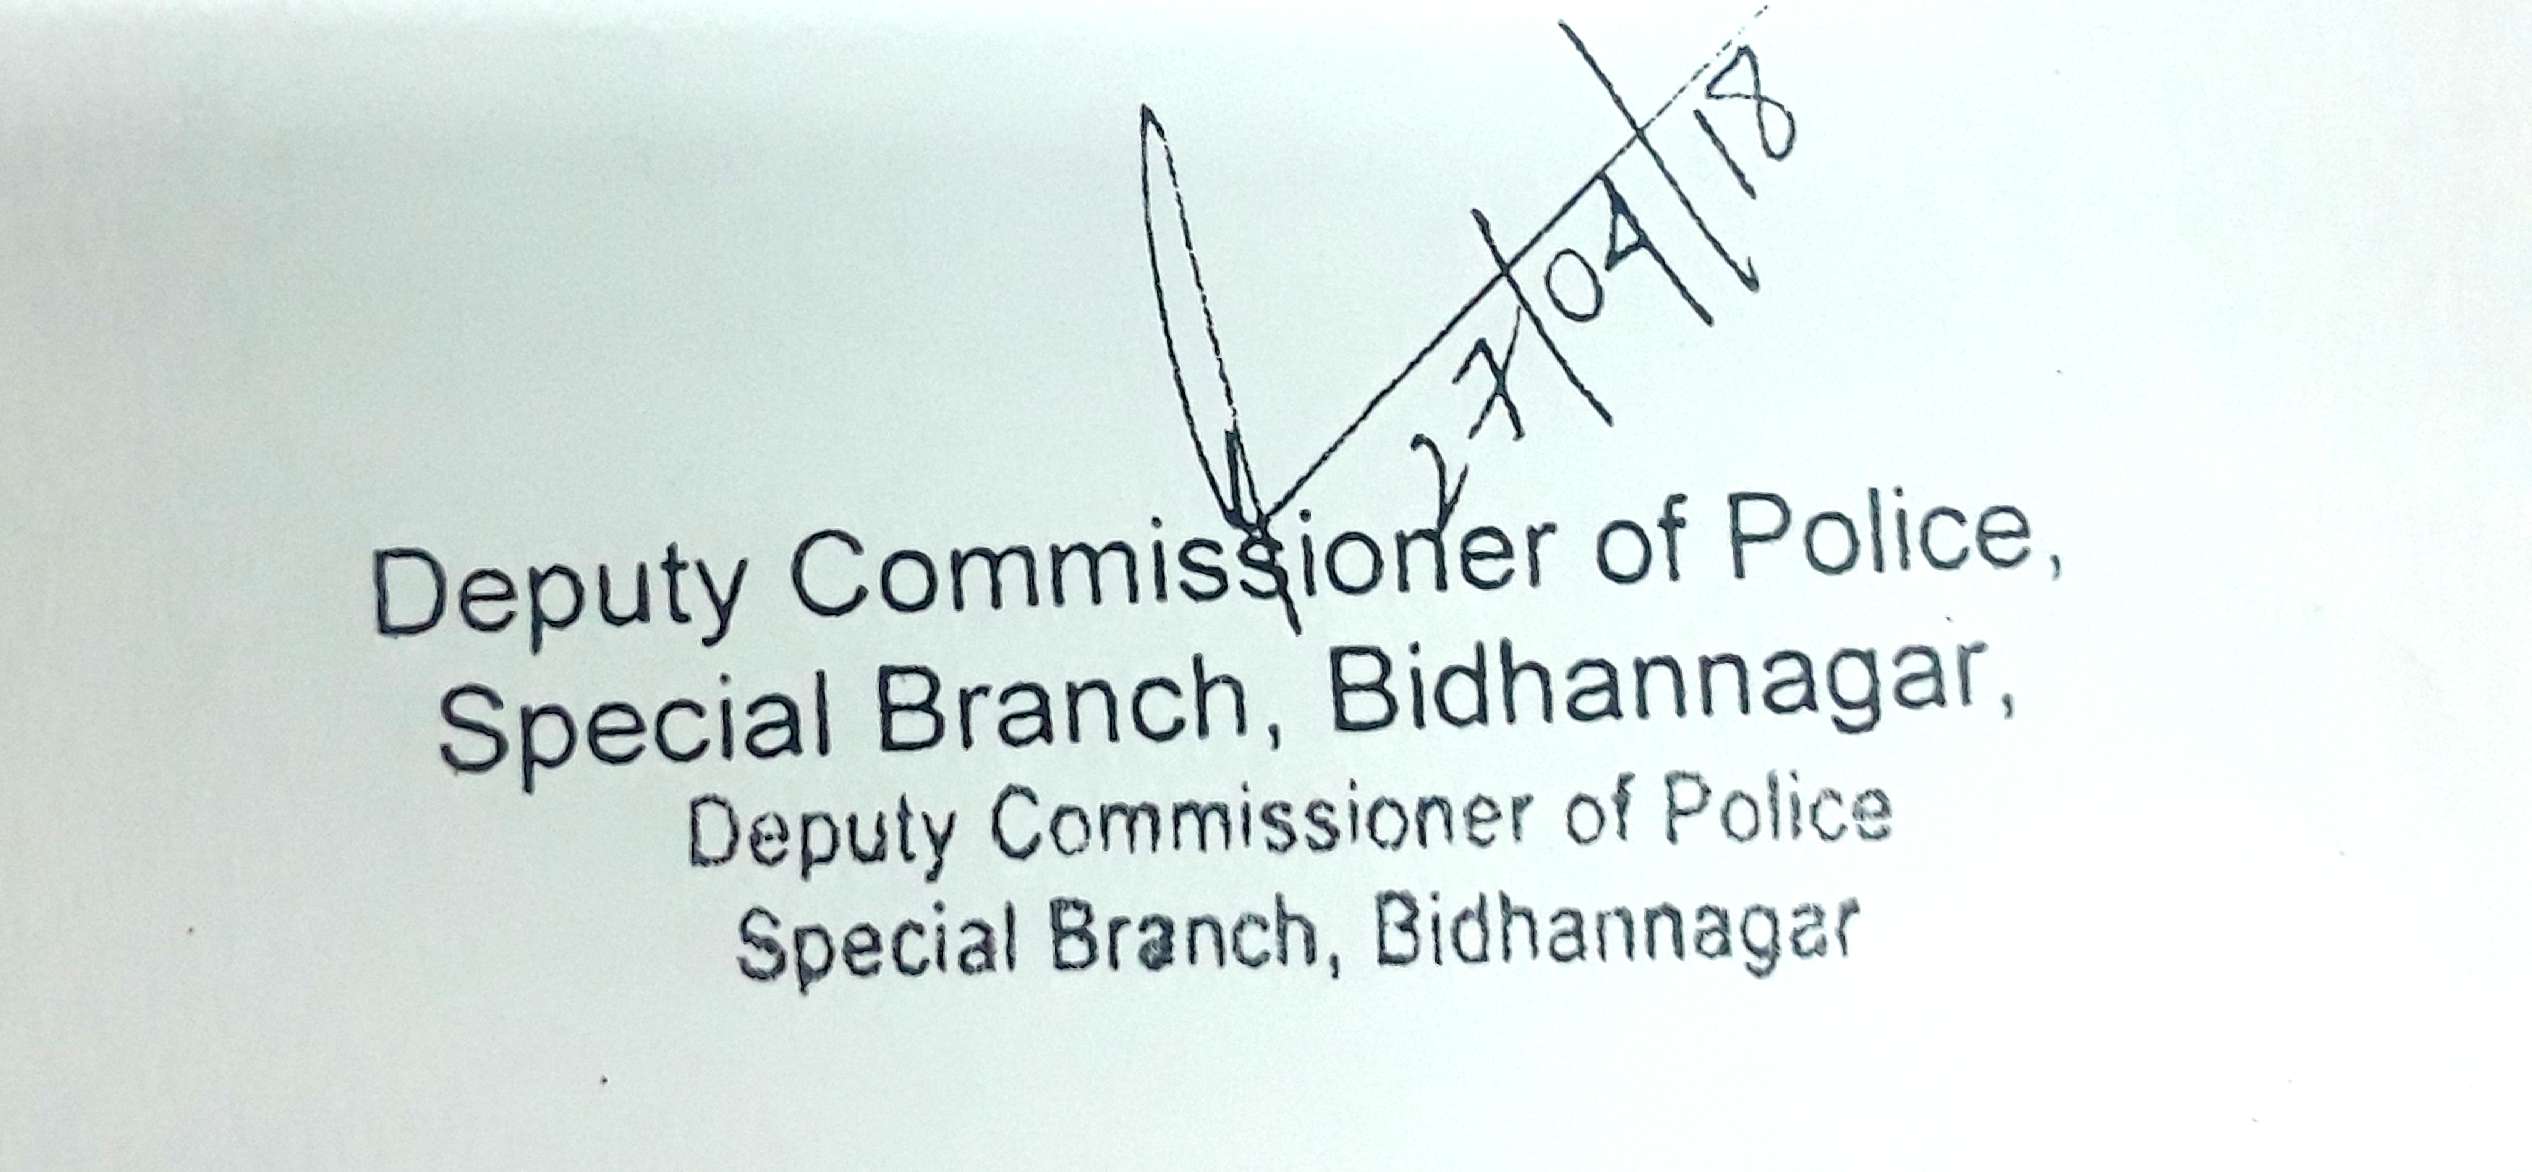 27/04/18
Deputy Commissioner of Police,
Special Branch, Bidhannagar,
Deputy Commissioner of Police
Special Branch, Bidhannagar